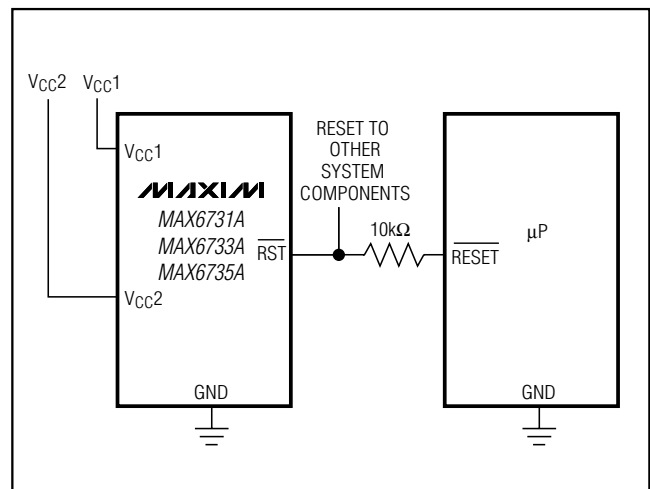 VCC2 VCC1
VCC1
MAXIM
MAX6731A
MAX6733A
MAX6735A
RST
VCC2
GND
RESET TO
OTHER
SYSTEM
COMPONENTS
10kΩ
RESET
μP
GND